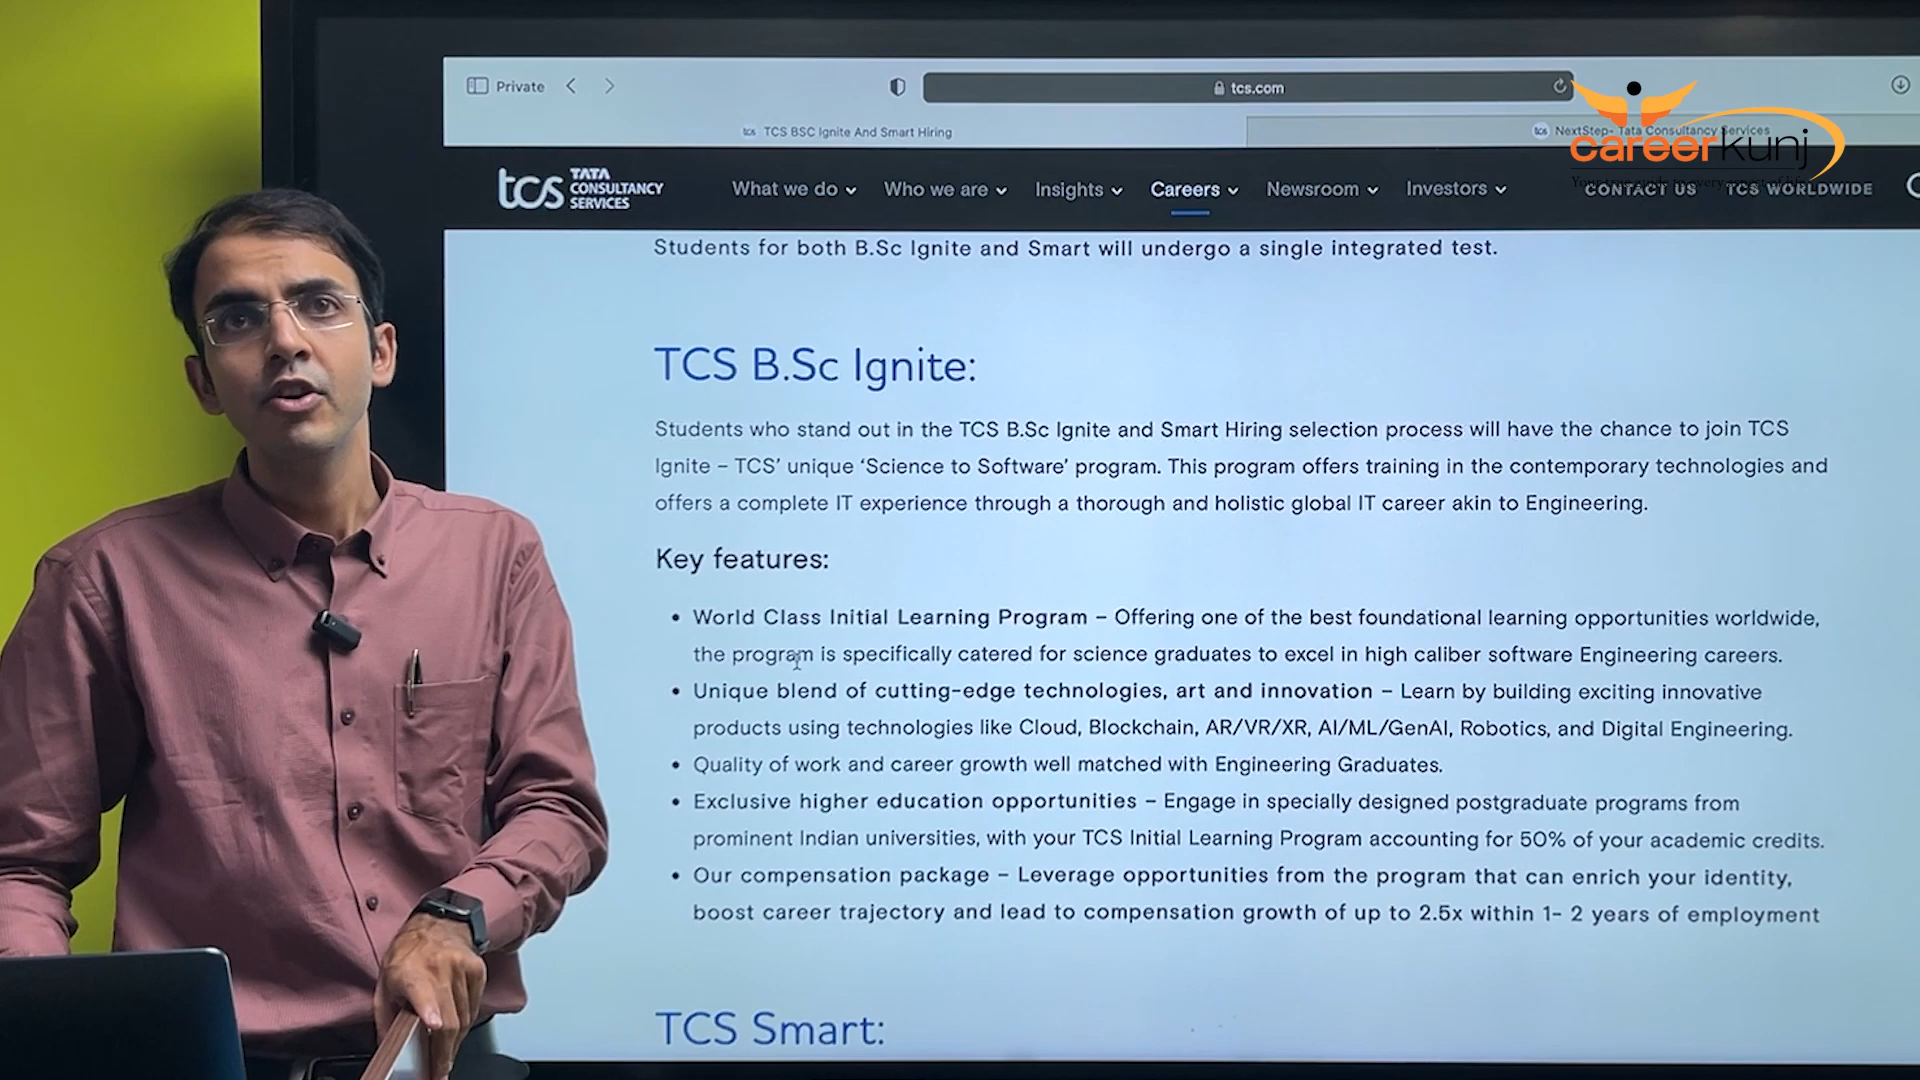 Private
tcs.com
tcs TCS BSC Ignite And Smart Hiring
tcs NextStep- Tata Consultancy Services
careerkunj
tcs TATA CONSULTANCY SERVICES
What we do Who we are Insights Careers Newsroom Investors CONTACT US TCS WORLDWIDE
Students for both B.Sc Ignite and Smart will undergo a single integrated test.
TCS B.Sc Ignite:
Students who stand out in the TCS B.Sc Ignite and Smart Hiring selection process will have the chance to join TCS
Ignite – TCS’ unique ‘Science to Software’ program. This program offers training in the contemporary technologies and
offers a complete IT experience through a thorough and holistic global IT career akin to Engineering.
Key features:
• World Class Initial Learning Program – Offering one of the best foundational learning opportunities worldwide,
the program is specifically catered for science graduates to excel in high caliber software Engineering careers.
• Unique blend of cutting-edge technologies, art and innovation – Learn by building exciting innovative
products using technologies like Cloud, Blockchain, AR/VR/XR, AI/ML/GenAI, Robotics, and Digital Engineering.
• Quality of work and career growth well matched with Engineering Graduates.
• Exclusive higher education opportunities – Engage in specially designed postgraduate programs from
prominent Indian universities, with your TCS Initial Learning Program accounting for 50% of your academic credits.
• Our compensation package – Leverage opportunities from the program that can enrich your identity,
boost career trajectory and lead to compensation growth of up to 2.5x within 1- 2 years of employment
TCS Smart: